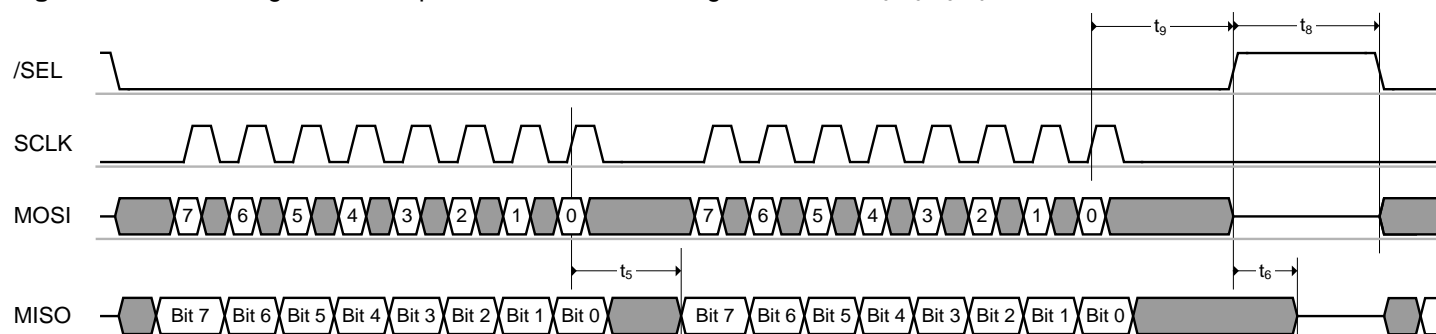 t9 t8
/SEL
SCLK
MOSI 7 6 5 4 3 2 1 0 7 6 5 4 3 2 1 0
t5 t6
MISO Bit 7 Bit 6 Bit 5 Bit 4 Bit 3 Bit 2 Bit 1 Bit 0 Bit 7 Bit 6 Bit 5 Bit 4 Bit 3 Bit 2 Bit 1 Bit 0